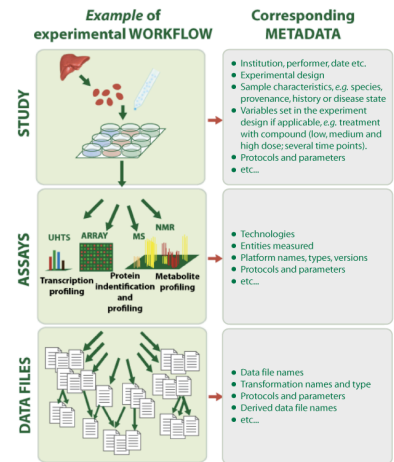 Example of
experimental WORKFLOW
Corresponding
METADATA
STUDY
• Institution, performer, date etc.
• Experimental design
• Sample characteristics, e.g. species,
provenance, history or disease state
• Variables set in the experiment
design if applicable, e.g. treatment
with compound (low, medium and
high dose; several time points).
• Protocols and parameters
• etc...
ASSAYS
UHTS
ARRAY
MS
NMR
Transcription
profiling
Protein
indentification
and
profiling
Metabolite
profiling
• Technologies
• Entities measured
• Platform names, types, versions
• Protocols and parameters
• etc...
DATA FILES
• Data file names
• Transformation names and type
• Protocols and parameters
• Derived data file names
• etc...